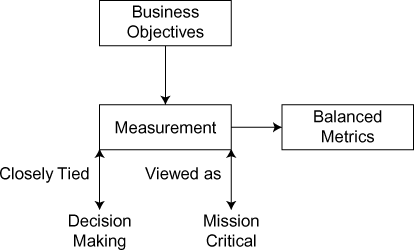 Business
Objectives
Measurement
Balanced
Metrics
Closely Tied
Viewed as
Decision
Making
Mission
Critical